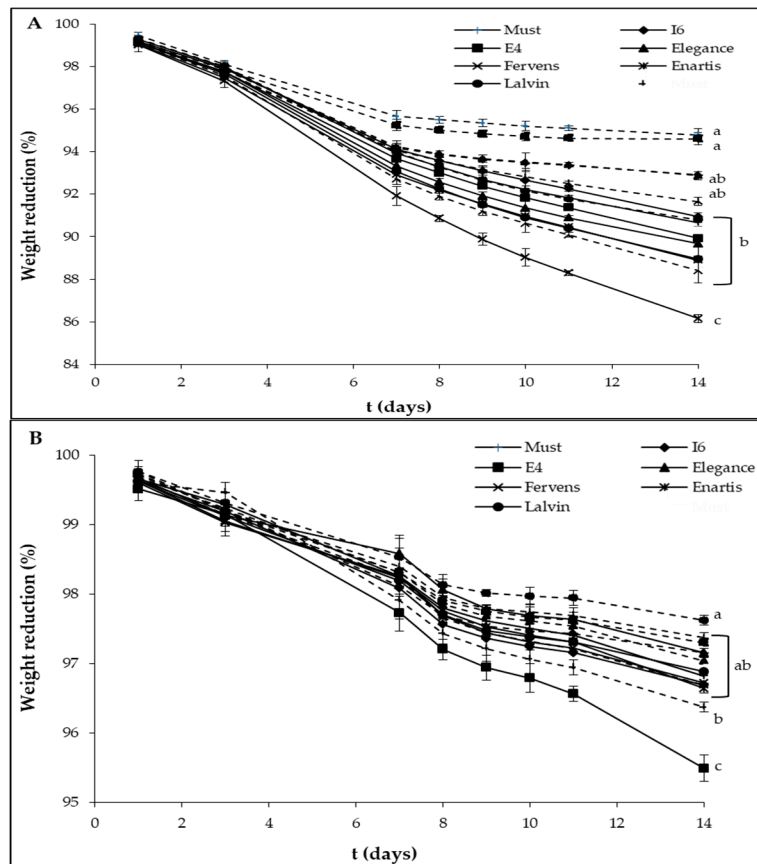 A
100
98
96
94
92
90
88
86
84
Weight reduction (%)
0 2 4 6 8 10 12 14
t (days)
Must I6
E4 Elegance
Fervens Enartis
Lalvin
a
a
ab
ab
b
c
B
100
99
98
97
96
95
Weight reduction (%)
0 2 4 6 8 10 12 14
t (days)
Must I6
E4 Elegance
Fervens Enartis
Lalvin
a
ab
b
c